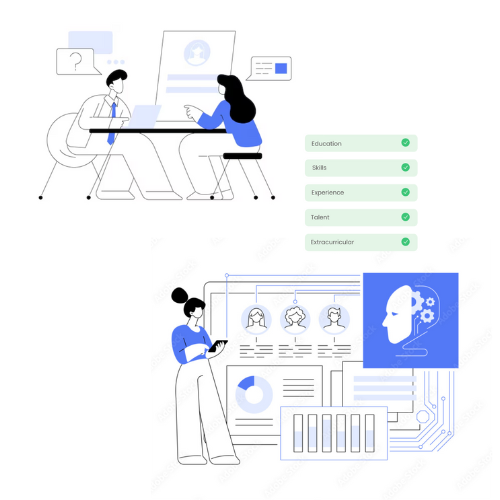 ?
Education
Skills
Experience
Talent
Extracurricular